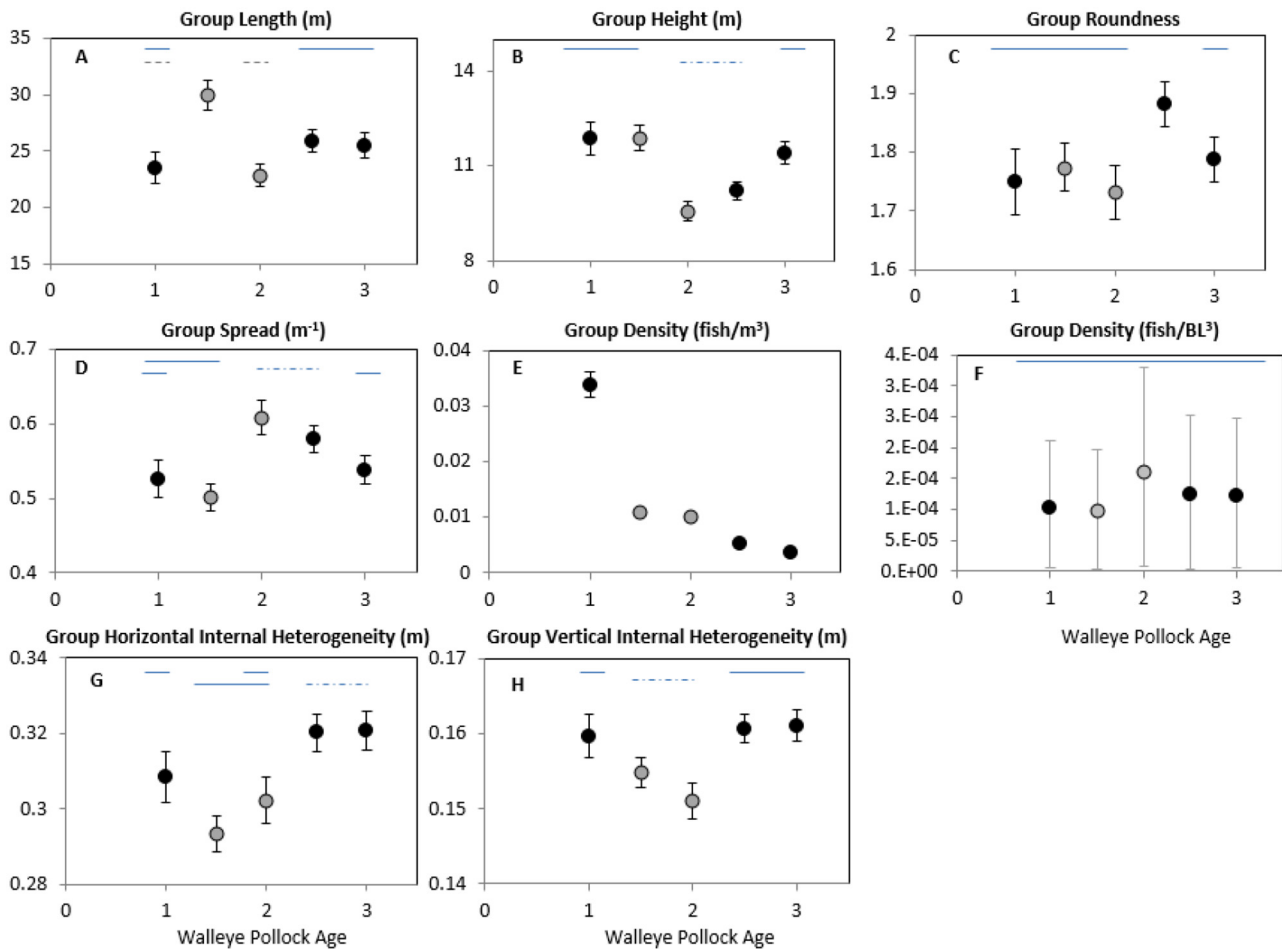 Group Length (m)
A
35
30
25
20
15
0
1
2
3
Group Height (m)
B
14
11
8
0
1
2
3
Group Roundness
C
2
1.9
1.8
1.7
1.6
0
1
2
3
Group Spread (m⁻¹)
D
0.7
0.6
0.5
0.4
0
1
2
3
Group Density (fish/m³)
E
0.04
0.03
0.02
0.01
0
0
1
2
3
Group Density (fish/BL³)
F
4.E-04
3.E-04
3.E-04
2.E-04
2.E-04
1.E-04
5.E-05
0.E+00
0
1
2
3
Walleye Pollock Age
Group Horizontal Internal Heterogeneity (m)
G
0.34
0.32
0.3
0.28
0
1
2
3
Walleye Pollock Age
Group Vertical Internal Heterogeneity (m)
H
0.17
0.16
0.15
0.14
0
1
2
3
Walleye Pollock Age